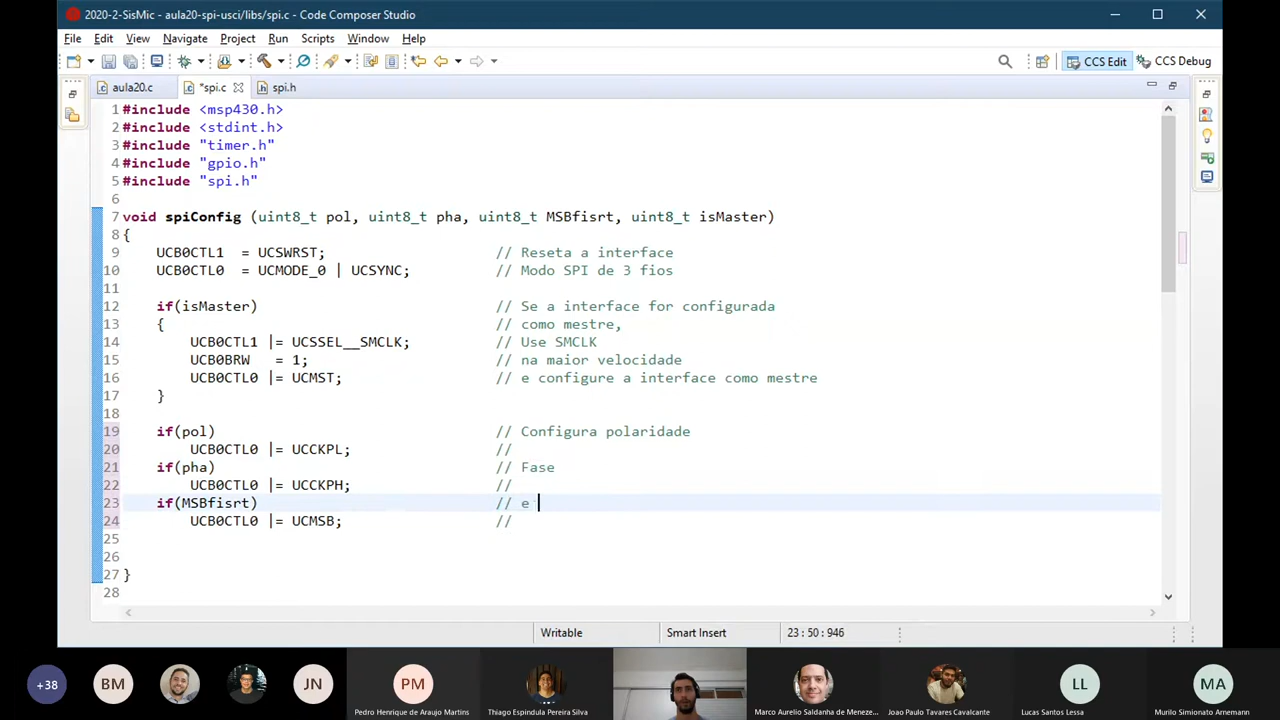 2020-2-SisMic - aula20-spi-usci/libs/spi.c - Code Composer Studio
File Edit View Navigate Project Run Scripts Window Help
CCS Edit CCS Debug
aula20.c *spi.c spi.h
1 #include <msp430.h>
2 #include <stdint.h>
3 #include "timer.h"
4 #include "gpio.h"
5 #include "spi.h"
6
7 void spiConfig (uint8_t pol, uint8_t pha, uint8_t MSBfisrt, uint8_t isMaster)
8 {
9 UCB0CTL1 = UCSWRST; // Reseta a interface
10 UCB0CTL0 = UCMODE_0 | UCSYNC; // Modo SPI de 3 fios
11
12 if(isMaster) // Se a interface for configurada
13 { // como mestre,
14 UCB0CTL1 |= UCSSEL__SMCLK; // Use SMCLK
15 UCB0BRW = 1; // na maior velocidade
16 UCB0CTL0 |= UCMST; // e configure a interface como mestre
17 }
18
19 if(pol) // Configura polaridade
20 UCB0CTL0 |= UCCKPL; //
21 if(pha) // Fase
22 UCB0CTL0 |= UCCKPH; //
23 if(MSBfisrt) // e
24 UCB0CTL0 |= UCMSB; //
25
26
27 }
28
Writable Smart Insert 23 : 50 : 946
+38 BM JN PM LL MA
Pedro Henrique de Araujo Martins Thiago Espindula Pereira Silva Marco Aurelio Saldanha de Meneze... Joao Paulo Tavares Cavalcante Lucas Santos Lessa Murilo Simionato Arnemann